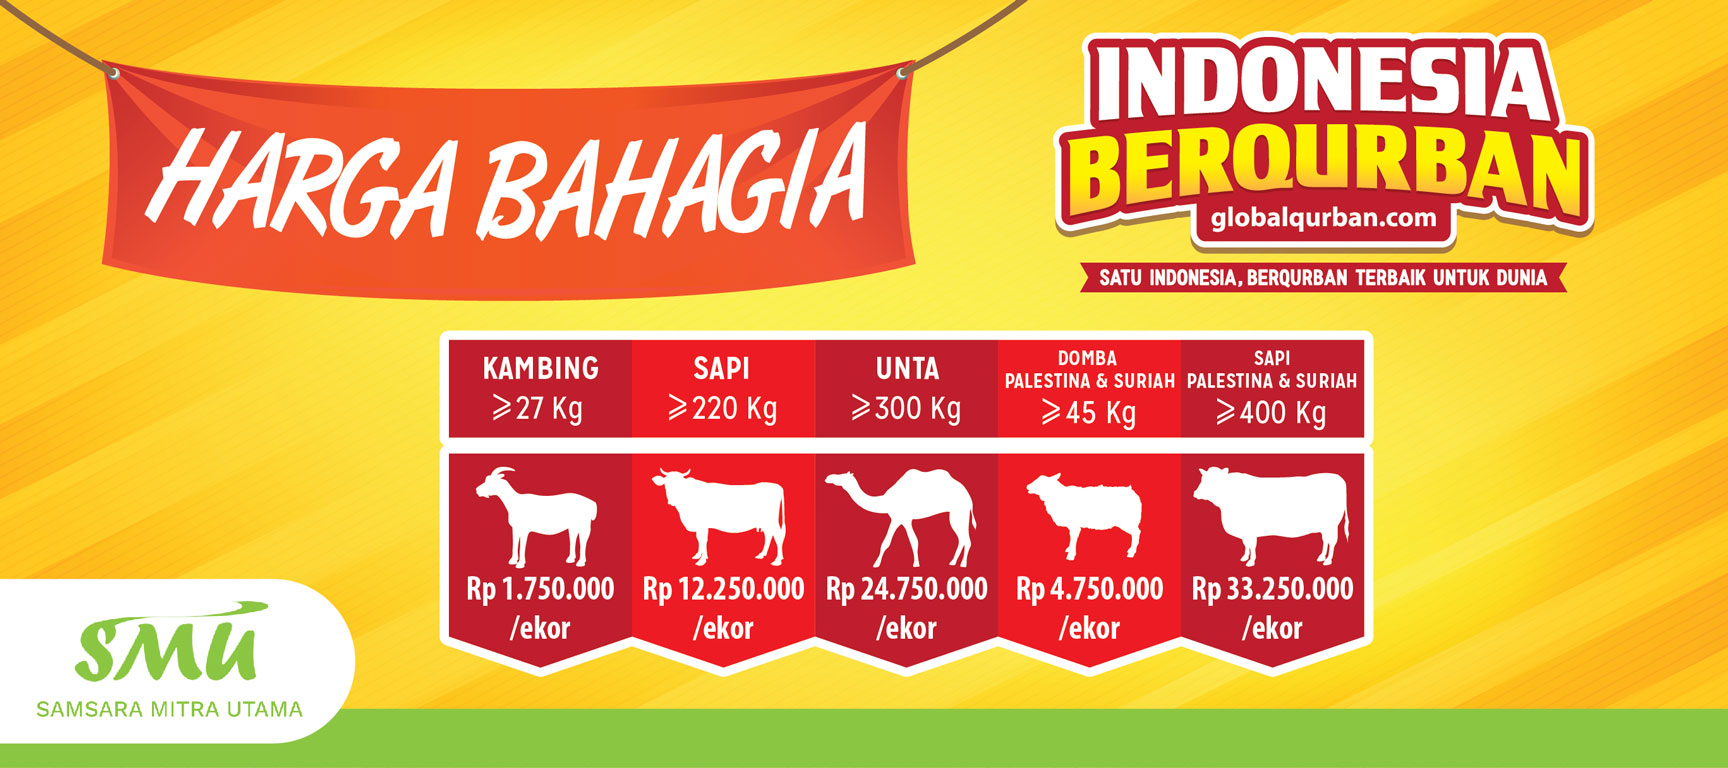 HARGA BAHAGIA
INDONESIA
BERQURBAN
globalqurban.com
SATU INDONESIA, BERQURBAN TERBAIK UNTUK DUNIA
KAMBING
⩾27 Kg
SAPI
⩾220 Kg
UNTA
⩾300 Kg
DOMBA
PALESTINA & SURIAH
⩾45 Kg
SAPI
PALESTINA & SURIAH
⩾400 Kg
Rp 1.750.000
/ekor
Rp 12.250.000
/ekor
Rp 24.750.000
/ekor
Rp 4.750.000
/ekor
Rp 33.250.000
/ekor
SMU
SAMSARA MITRA UTAMA